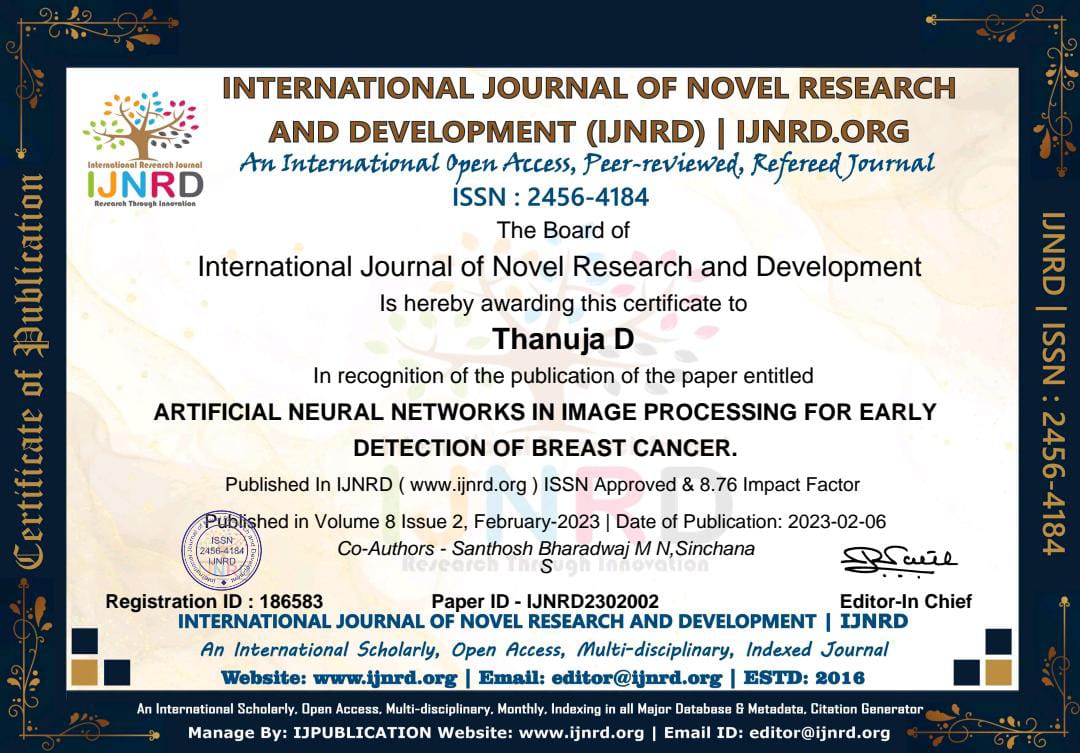 Certificate of Publication
INTERNATIONAL JOURNAL OF NOVEL RESEARCH
AND DEVELOPMENT (IJNRD) | IJNRD.ORG
An International Open Access, Peer-reviewed, Refereed Journal
ISSN : 2456-4184
International Research Journal
IJNRD
Research Through Innovation
The Board of
International Journal of Novel Research and Development
Is hereby awarding this certificate to
Thanuja D
In recognition of the publication of the paper entitled
ARTIFICIAL NEURAL NETWORKS IN IMAGE PROCESSING FOR EARLY
DETECTION OF BREAST CANCER.
Published In IJNRD ( www.ijnrd.org ) ISSN Approved & 8.76 Impact Factor
Published in Volume 8 Issue 2, February-2023 | Date of Publication: 2023-02-06
Co-Authors - Santhosh Bharadwaj M N,Sinchana
S
IJNRD
Research Through Innovation
ISSN
2456-4184
IJNRD
Registration ID : 186583 Paper ID - IJNRD2302002 Editor-In Chief
INTERNATIONAL JOURNAL OF NOVEL RESEARCH AND DEVELOPMENT | IJNRD
An International Scholarly, Open Access, Multi-disciplinary, Indexed Journal
Website: www.ijnrd.org | Email: editor@ijnrd.org | ESTD: 2016
An International Scholarly, Open Access, Multi-disciplinary, Monthly, Indexing in all Major Database & Metadata, Citation Generator
Manage By: IJPUBLICATION Website: www.ijnrd.org | Email ID: editor@ijnrd.org
IJNRD | ISSN : 2456-4184